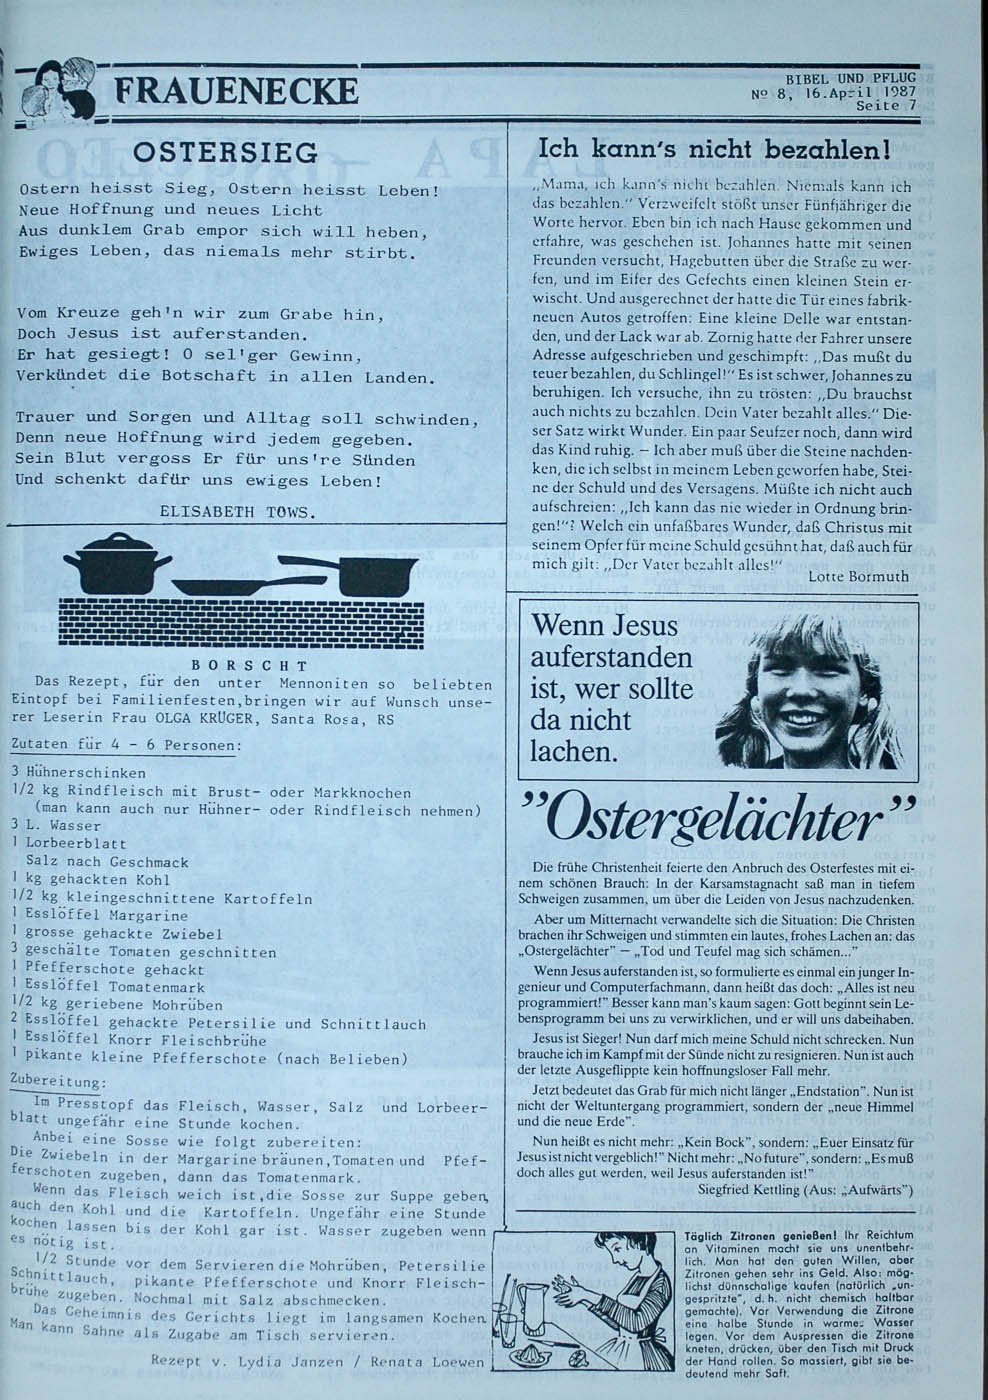 FRAUENECKE
BIBEL UND PFLUG
Nº 8, 16.April 1987
Seite 7
OSTERSIEG
Ostern heisst Sieg, Ostern heisst Leben!
Neue Hoffnung und neues Licht
Aus dunklem Grab empor sich will heben,
Ewiges Leben, das niemals mehr stirbt.
Vom Kreuze geh'n wir zum Grabe hin,
Doch Jesus ist auferstanden.
Er hat gesiegt! O sel'ger Gewinn,
Verkündet die Botschaft in allen Landen.
Trauer und Sorgen und Alltag soll schwinden,
Denn neue Hoffnung wird jedem gegeben.
Sein Blut vergoss Er für uns're Sünden
Und schenkt dafür uns ewiges Leben!
ELISABETH TÖWS.
BORSCHT
Das Rezept, für den unter Mennoniten so beliebten
Eintopf bei Familienfesten,bringen wir auf Wunsch unse-
rer Leserin Frau OLGA KRÜGER, Santa Rosa, RS
Zutaten für 4 - 6 Personen:
3 Hühnerschinken
1/2 kg Rindfleisch mit Brust- oder Markknochen
(man kann auch nur Hühner- oder Rindfleisch nehmen)
3 L. Wasser
1 Lorbeerblatt
Salz nach Geschmack
1 kg gehackten Kohl
1/2 kg kleingeschnittene Kartoffeln
1 Esslöffel Margarine
1 grosse gehackte Zwiebel
3 geschälte Tomaten geschnitten
1 Pfefferschote gehackt
1 Esslöffel Tomatenmark
1/2 kg geriebene Mohrüben
2 Esslöffel gehackte Petersilie und Schnittlauch
1 Esslöffel Knorr Fleischbrühe
1 pikante kleine Pfefferschote (nach Belieben)
Zubereitung:
Im Presstopf das Fleisch, Wasser, Salz und Lorbeer-
blatt ungefähr eine Stunde kochen.
Anbei eine Sosse wie folgt zubereiten:
Die Zwiebeln in der Margarine bräunen,Tomaten und Pfef-
ferschoten zugeben, dann das Tomatenmark.
Wenn das Fleisch weich ist,die Sosse zur Suppe geben,
auch den Kohl und die Kartoffeln. Ungefähr eine Stunde
kochen lassen bis der Kohl gar ist. Wasser zugeben wenn
es nötig ist.
1/2 Stunde vor dem Servieren die Mohrüben, Petersilie
Schnittlauch, pikante Pfefferschote und Knorr Fleisch-
brühe zugeben. Nochmal mit Salz abschmecken.
Das Geheimnis des Gerichts liegt im langsamen Kochen.
Man kann Sahne als Zugabe am Tisch servieren.
Rezept v. Lydia Janzen / Renata Loewen
Ich kann's nicht bezahlen!
„Mama, ich kann's nicht bezahlen. Niemals kann ich
das bezahlen.“ Verzweifelt stößt unser Fünfjähriger die
Worte hervor. Eben bin ich nach Hause gekommen und
erfahre, was geschehen ist. Johannes hatte mit seinen
Freunden versucht, Hagebutten über die Straße zu wer-
fen, und im Eifer des Gefechts einen kleinen Stein er-
wischt. Und ausgerechnet der hatte die Tür eines fabrik-
neuen Autos getroffen: Eine kleine Delle war entstan-
den, und der Lack war ab. Zornig hatte der Fahrer unsere
Adresse aufgeschrieben und geschimpft: „Das mußt du
teuer bezahlen, du Schlingel!“ Es ist schwer, Johannes zu
beruhigen. Ich versuche, ihn zu trösten: „Du brauchst
auch nichts zu bezahlen. Dein Vater bezahlt alles.“ Die-
ser Satz wirkt Wunder. Ein paar Seufzer noch, dann wird
das Kind ruhig. — Ich aber muß über die Steine nachden-
ken, die ich selbst in meinem Leben geworfen habe, Stei-
ne der Schuld und des Versagens. Müßte ich nicht auch
aufschreien: „Ich kann das nie wieder in Ordnung brin-
gen!“? Welch ein unfaßbares Wunder, daß Christus mit
seinem Opfer für meine Schuld gesühnt hat, daß auch für
mich gilt: „Der Vater bezahlt alles!“
Lotte Bormuth
Wenn Jesus
auferstanden
ist, wer sollte
da nicht
lachen.
”Ostergelächter”
Die frühe Christenheit feierte den Anbruch des Osterfestes mit ei-
nem schönen Brauch: In der Karsamstagnacht saß man in tiefem
Schweigen zusammen, um über die Leiden von Jesus nachzudenken.
Aber um Mitternacht verwandelte sich die Situation: Die Christen
brachen ihr Schweigen und stimmten ein lautes, frohes Lachen an: das
„Ostergelächter” – „Tod und Teufel mag sich schämen...”
Wenn Jesus auferstanden ist, so formulierte es einmal ein junger In-
genieur und Computerfachmann, dann heißt das doch: „Alles ist neu
programmiert!” Besser kann man's kaum sagen: Gott beginnt sein Le-
bensprogramm bei uns zu verwirklichen, und er will uns dabeihaben.
Jesus ist Sieger! Nun darf mich meine Schuld nicht schrecken. Nun
brauche ich im Kampf mit der Sünde nicht zu resignieren. Nun ist auch
der letzte Ausgeflippte kein hoffnungsloser Fall mehr.
Jetzt bedeutet das Grab für mich nicht länger „Endstation”. Nun ist
nicht der Weltuntergang programmiert, sondern der „neue Himmel
und die neue Erde”.
Nun heißt es nicht mehr: „Kein Bock”, sondern: „Euer Einsatz für
Jesus ist nicht vergeblich!” Nicht mehr: „No future”, sondern: „Es muß
doch alles gut werden, weil Jesus auferstanden ist!”
Siegfried Kettling (Aus: „Aufwärts”)
Täglich Zitronen genießen! Ihr Reichtum
an Vitaminen macht sie uns unentbehr-
lich. Man hat den guten Willen, aber
Zitronen gehen sehr ins Geld. Also: mög-
lichst dünnschalige kaufen (natürlich „un-
gespritzte“, d. h. nicht chemisch haltbar
gemachte). Vor Verwendung die Zitrone
eine halbe Stunde in warmes Wasser
legen. Vor dem Auspressen die Zitrone
kneten, drücken, über den Tisch mit Druck
der Hand rollen. So massiert, gibt sie be-
deutend mehr Saft.